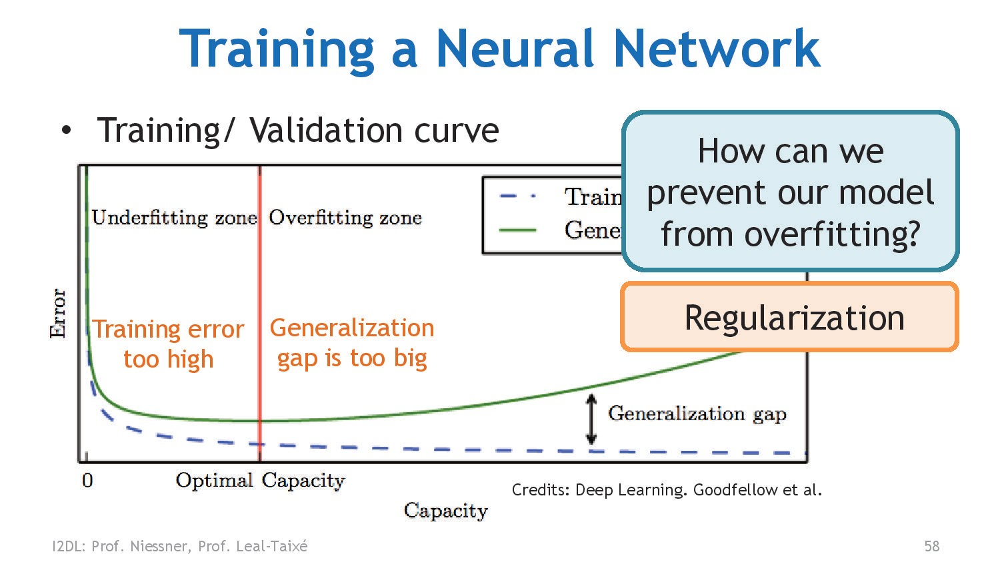 Training a Neural Network
• Training/ Validation curve
How can we
prevent our model
from overfitting?
Regularization
Underfitting zone
Overfitting zone
Training error
too high
Generalization
gap is too big
Error
Generalization gap
0
Optimal Capacity
Capacity
Credits: Deep Learning. Goodfellow et al.
I2DL: Prof. Niessner, Prof. Leal-Taixé
58